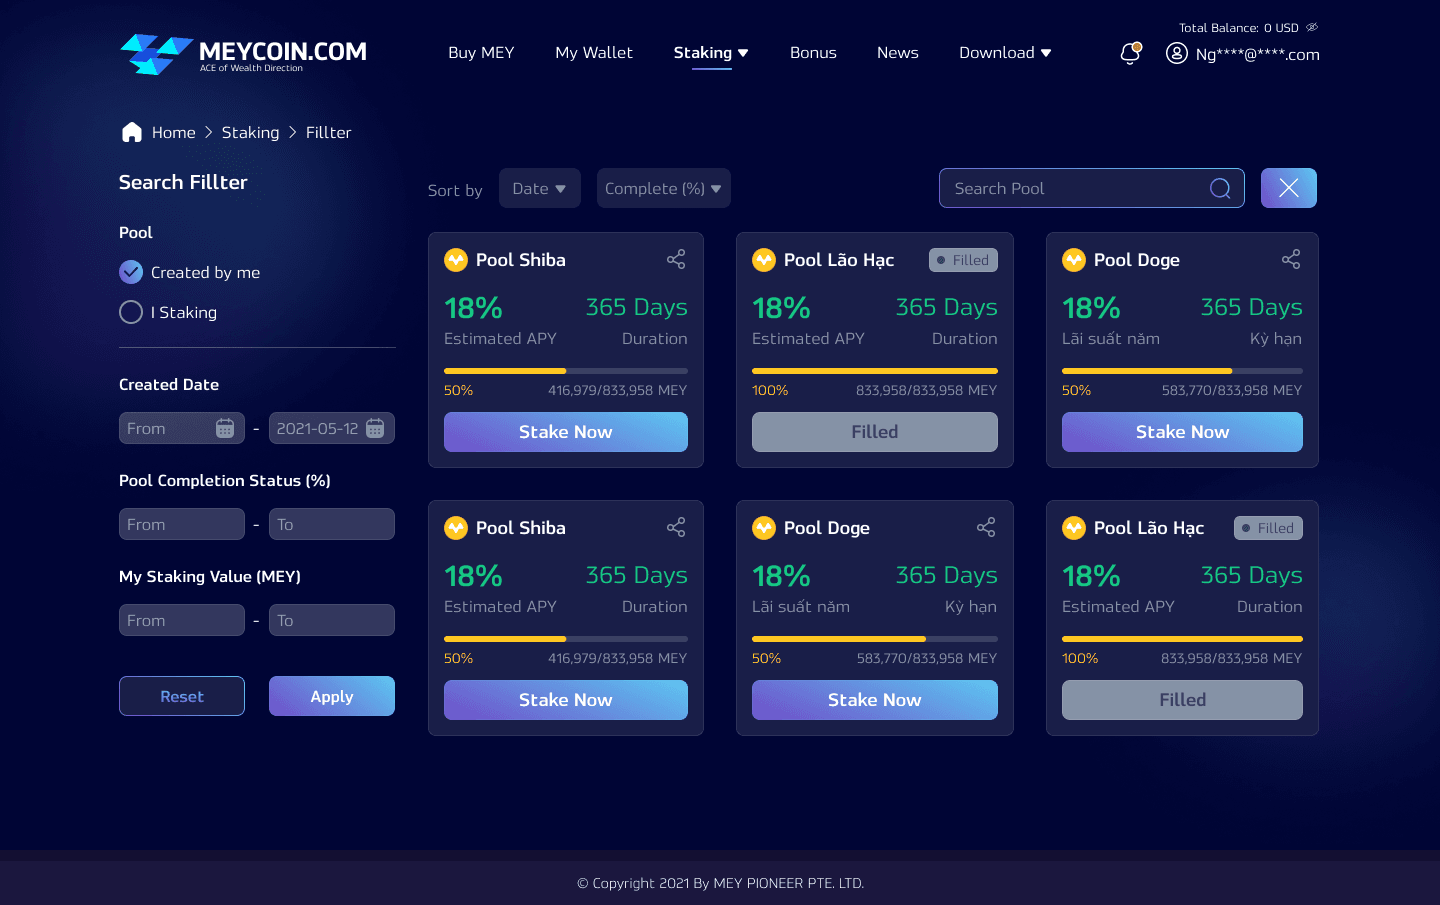 Total Balance: 0 USD
MEYCOIN.COM
ACE of Wealth Direction
Buy MEY
My Wallet
Staking
Bonus
News
Download
Ng****@****.com
Home > Staking > Fillter
Search Fillter
Pool
Created by me
I Staking
Created Date
From - 2021-05-12
Pool Completion Status (%)
From - To
My Staking Value (MEY)
From - To
Reset
Apply
Sort by
Date
Complete (%)
Search Pool
Pool Shiba
18% 365 Days
Estimated APY Duration
50% 416,979/833,958 MEY
Stake Now
Pool Lão Hạc
Filled
18% 365 Days
Estimated APY Duration
100% 833,958/833,958 MEY
Filled
Pool Doge
18% 365 Days
Lãi suất năm Kỳ hạn
50% 583,770/833,958 MEY
Stake Now
Pool Shiba
18% 365 Days
Estimated APY Duration
50% 416,979/833,958 MEY
Stake Now
Pool Doge
18% 365 Days
Lãi suất năm Kỳ hạn
50% 583,770/833,958 MEY
Stake Now
Pool Lão Hạc
Filled
18% 365 Days
Estimated APY Duration
100% 833,958/833,958 MEY
Filled
© Copyright 2021 By MEY PIONEER PTE. LTD.